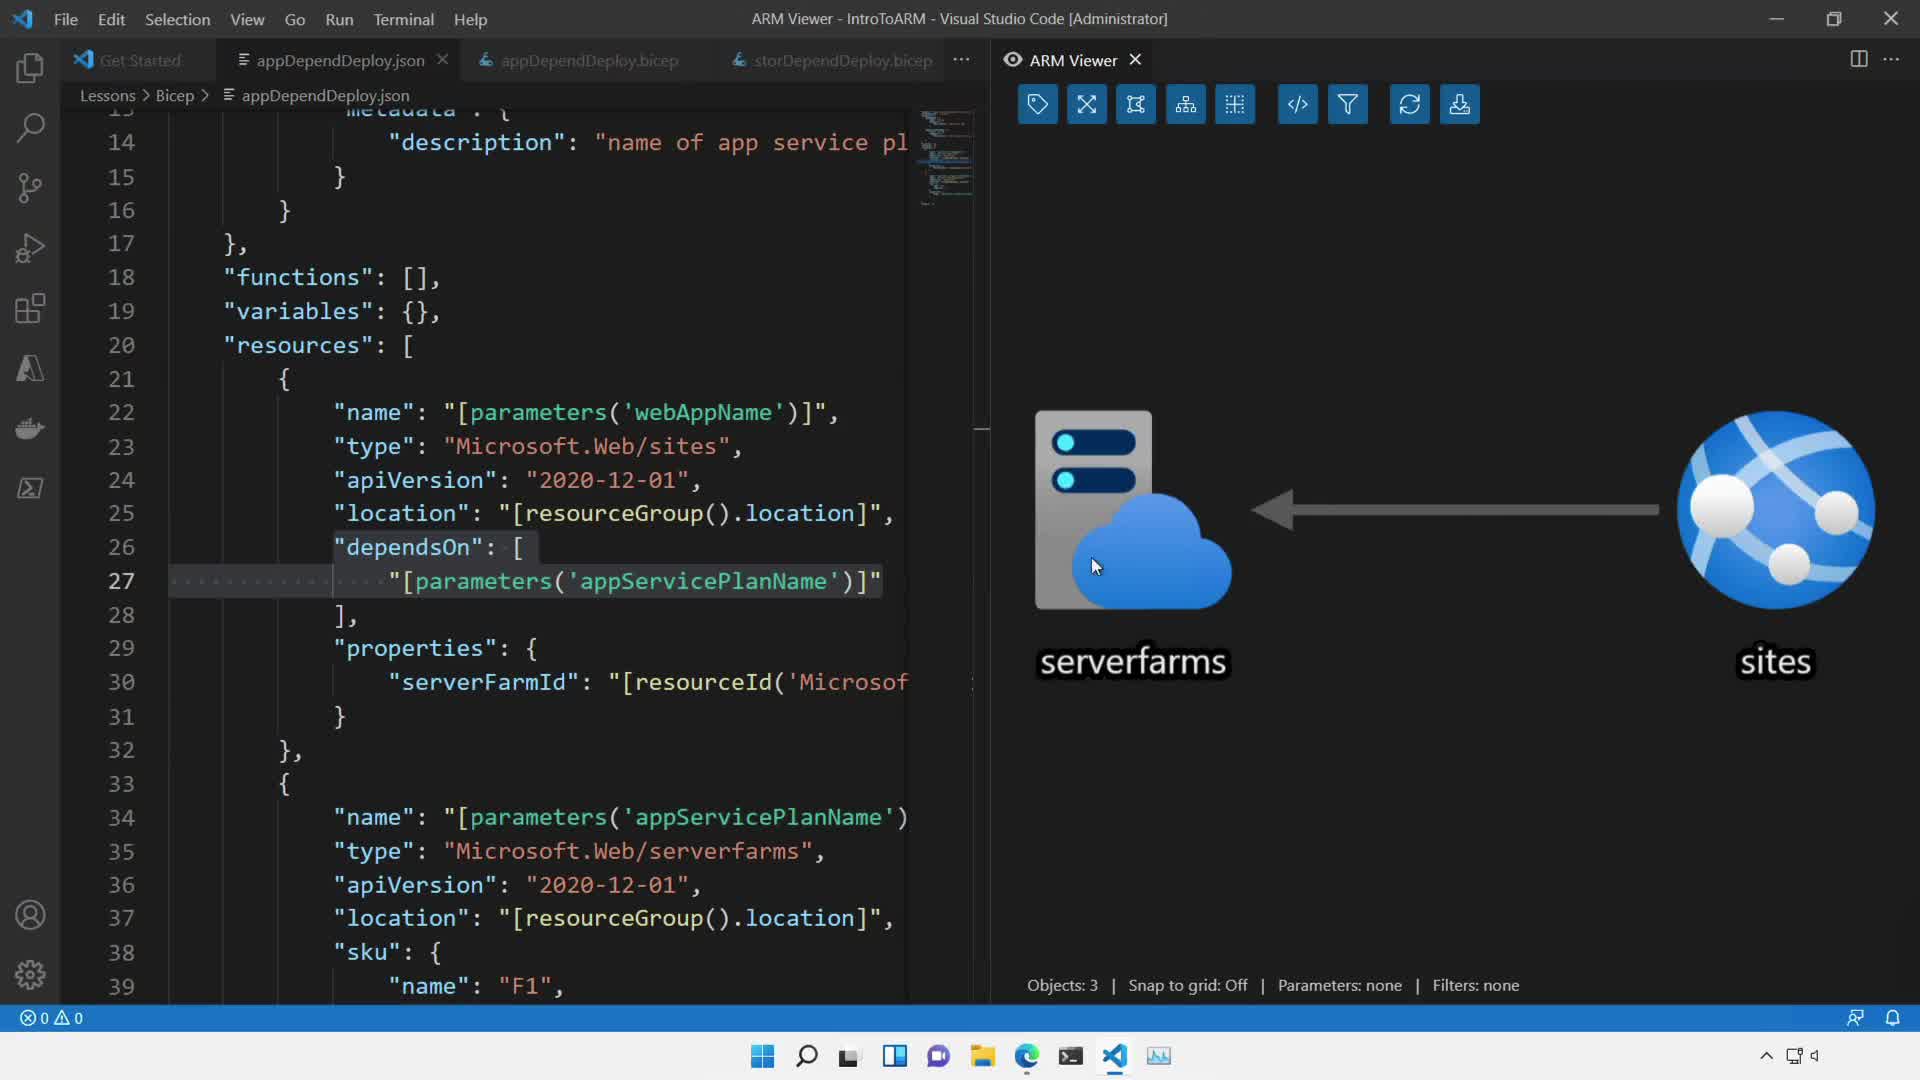 File Edit Selection View Go Run Terminal Help
ARM Viewer - IntroToARM - Visual Studio Code [Administrator]
Get Started
appDependDeploy.json
appDependDeploy.bicep
storDependDeploy.bicep
ARM Viewer
Lessons > Bicep > appDependDeploy.json
14 "description": "name of app service pl
15 }
16 }
17 },
18 "functions": [],
19 "variables": {},
20 "resources": [
21 {
22 "name": "[parameters('webAppName')]",
23 "type": "Microsoft.Web/sites",
24 "apiVersion": "2020-12-01",
25 "location": "[resourceGroup().location]",
26 "dependsOn": [
27 "[parameters('appServicePlanName')]"
28 ],
29 "properties": {
30 "serverFarmId": "[resourceId('Microsof
31 }
32 },
33 {
34 "name": "[parameters('appServicePlanName')
35 "type": "Microsoft.Web/serverfarms",
36 "apiVersion": "2020-12-01",
37 "location": "[resourceGroup().location]",
38 "sku": {
39 "name": "F1",
serverfarms
sites
Objects: 3 | Snap to grid: Off | Parameters: none | Filters: none
0 0